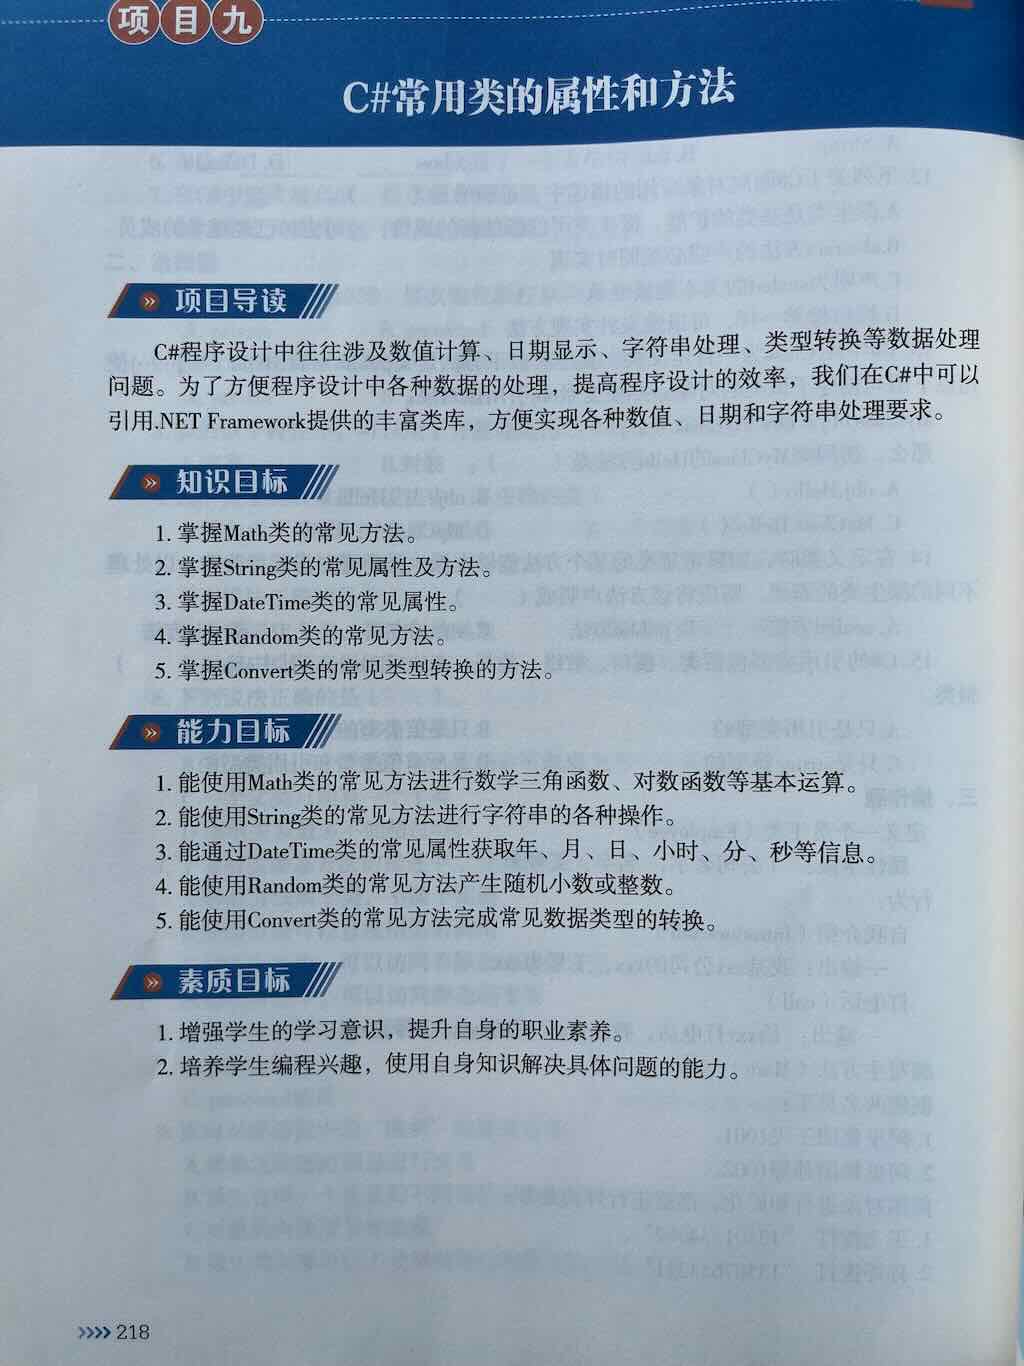 项目九
C#常用类的属性和方法
项目导读
C#程序设计中往往涉及数值计算、日期显示、字符串处理、类型转换等数据处理
问题。为了方便程序设计中各种数据的处理，提高程序设计的效率，我们在C#中可以
引用.NET Framework提供的丰富类库，方便实现各种数值、日期和字符串处理要求。
知识目标
1. 掌握Math类的常见方法。
2. 掌握String类的常见属性及方法。
3. 掌握DateTime类的常见属性。
4. 掌握Random类的常见方法。
5. 掌握Convert类的常见类型转换的方法。
能力目标
1. 能使用Math类的常见方法进行数学三角函数、对数函数等基本运算。
2. 能使用String类的常见方法进行字符串的各种操作。
3. 能通过DateTime类的常见属性获取年、月、日、小时、分、秒等信息。
4. 能使用Random类的常见方法产生随机小数或整数。
5. 能使用Convert类的常见方法完成常见数据类型的转换。
素质目标
1. 增强学生的学习意识，提升自身的职业素养。
2. 培养学生编程兴趣，使用自身知识解决具体问题的能力。
218